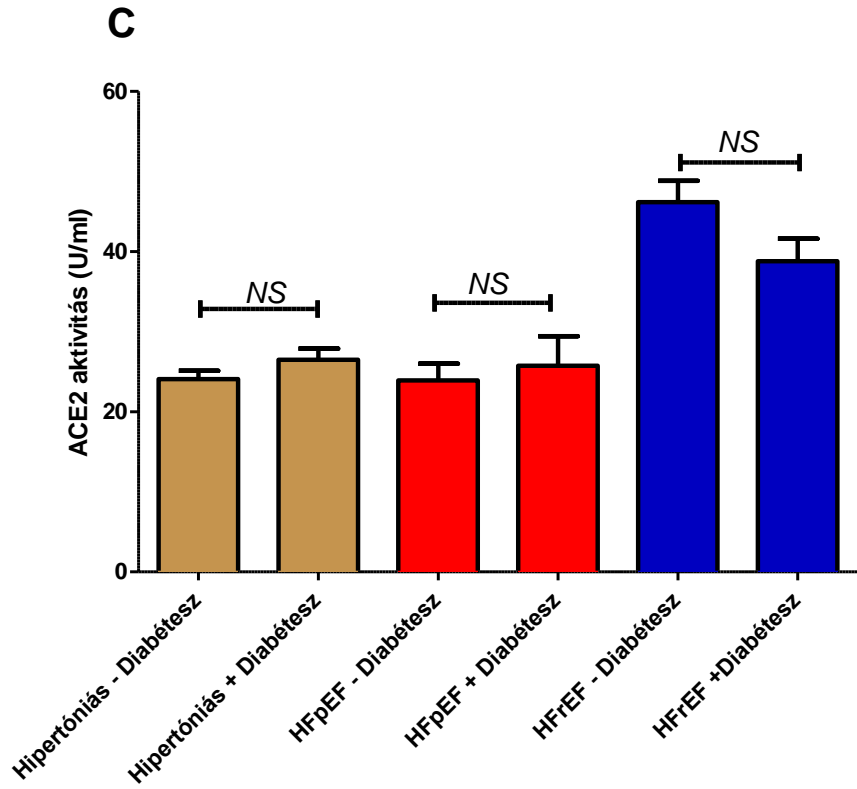 C
60
40
20
0
ACE2 aktivitás (U/ml)
NS
NS
NS
Hipertóniás - Diabétesz
Hipertóniás + Diabétesz
HFpEF - Diabétesz
HFpEF + Diabétesz
HFrEF - Diabétesz
HFrEF +Diabétesz